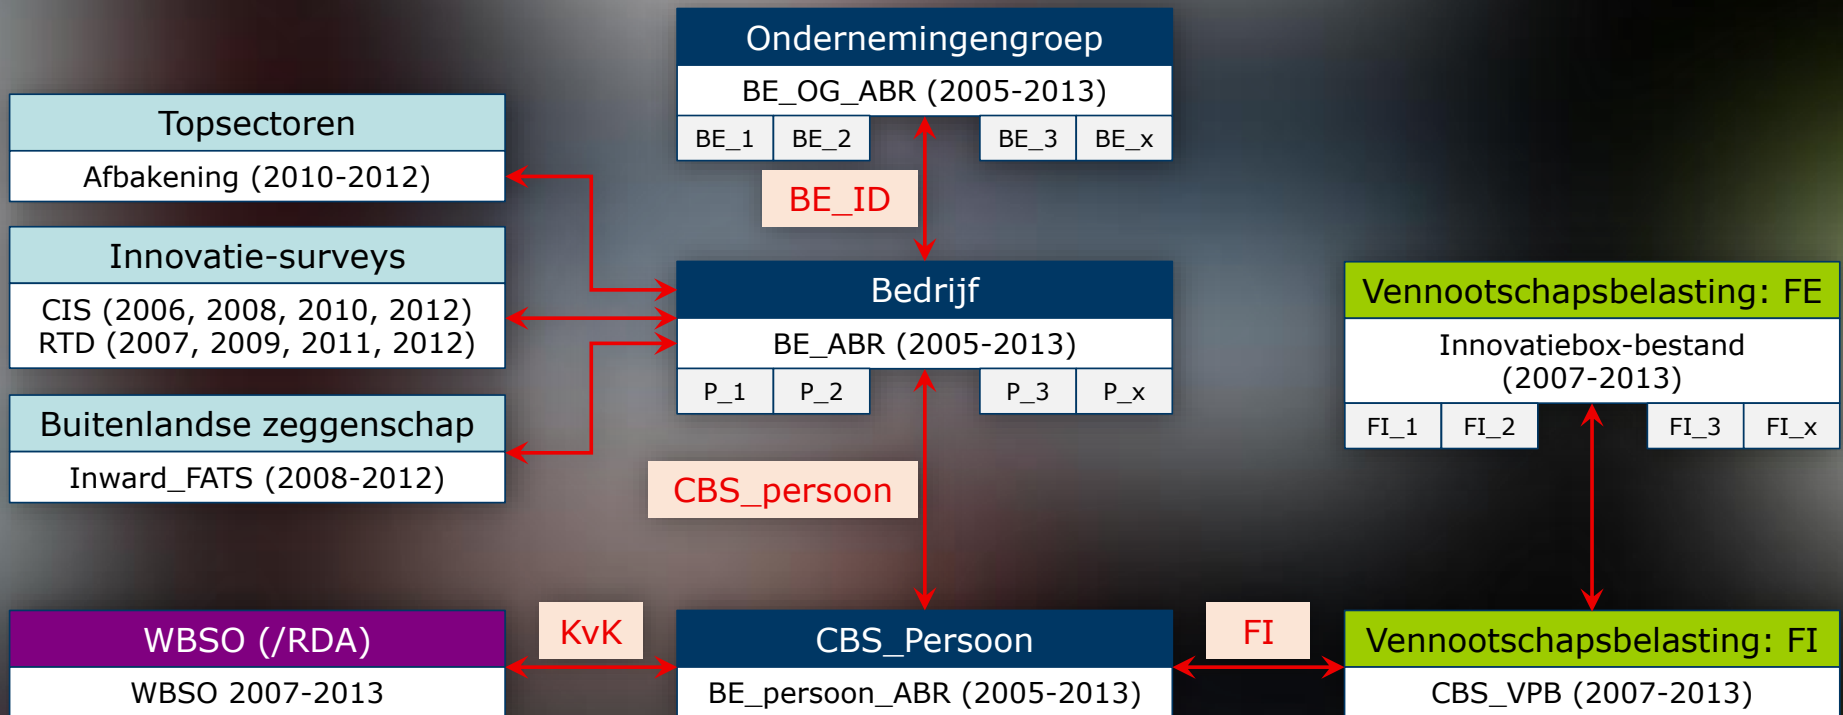 Ondernemingengroep
BE_OG_ABR (2005-2013)
BE_1 BE_2 BE_3 BE_x
BE_ID
Topsectoren
Afbakening (2010-2012)
Innovatie-surveys
CIS (2006, 2008, 2010, 2012)
RTD (2007, 2009, 2011, 2012)
Buitenlandse zeggenschap
Inward_FATS (2008-2012)
Bedrijf
BE_ABR (2005-2013)
P_1 P_2 P_3 P_x
CBS_persoon
Vennootschapsbelasting: FE
Innovatiebox-bestand
(2007-2013)
FI_1 FI_2 FI_3 FI_x
WBSO (/RDA)
WBSO 2007-2013
KvK
CBS_Persoon
BE_persoon_ABR (2005-2013)
FI
Vennootschapsbelasting: FI
CBS_VPB (2007-2013)